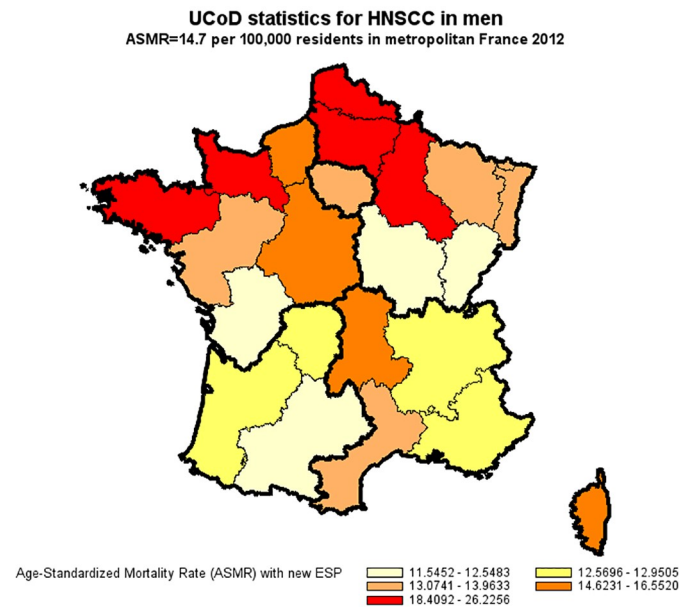 UCoD statistics for HNSCC in men
ASMR=14.7 per 100,000 residents in metropolitan France 2012
Age-Standardized Mortality Rate (ASMR) with new ESP
11.5452 - 12.5483
12.5696 - 12.9505
13.0741 - 13.9633
14.6231 - 16.5520
18.4092 - 26.2256